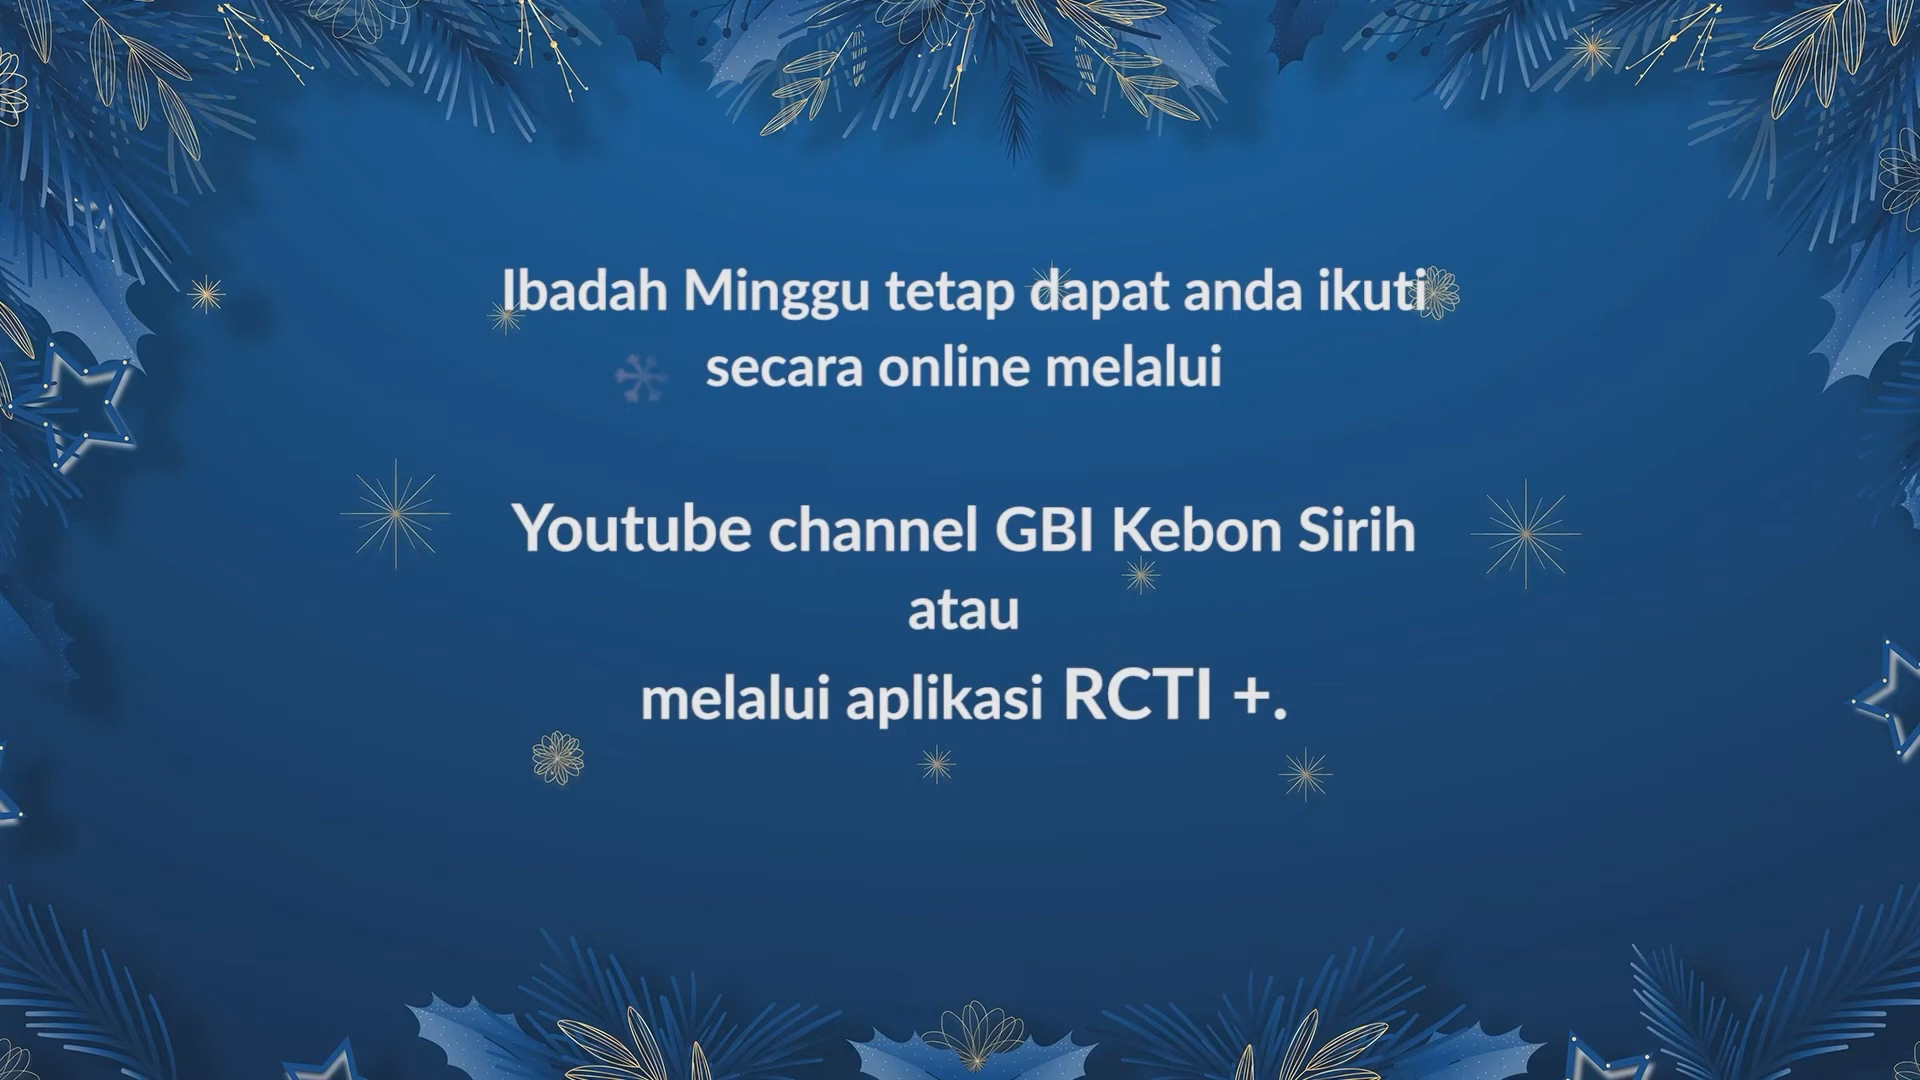 Ibadah Minggu tetap dapat anda ikuti
secara online melalui
Youtube channel GBI Kebon Sirih
atau
melalui aplikasi RCTI +.